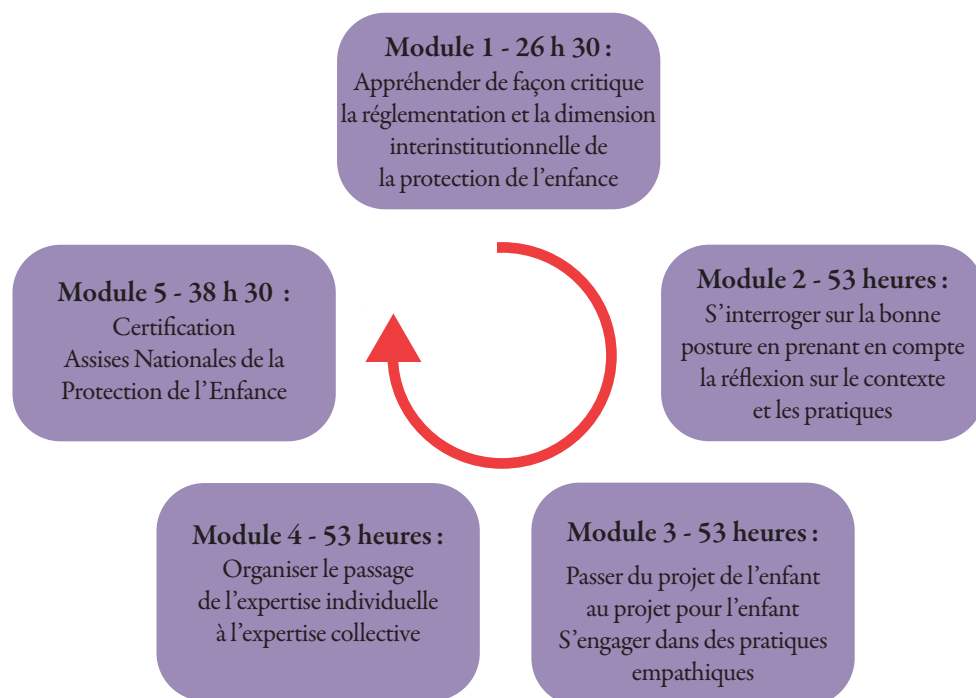 Module 1 - 26 h 30 :
Appréhender de façon critique
la réglementation et la dimension
interinstitutionnelle de
la protection de l’enfance
Module 2 - 53 heures :
S’interroger sur la bonne
posture en prenant en compte
la réflexion sur le contexte
et les pratiques
Module 3 - 53 heures :
Passer du projet de l’enfant
au projet pour l’enfant
S’engager dans des pratiques
empathiques
Module 4 - 53 heures :
Organiser le passage
de l’expertise individuelle
à l’expertise collective
Module 5 - 38 h 30 :
Certification
Assises Nationales de la
Protection de l’Enfance